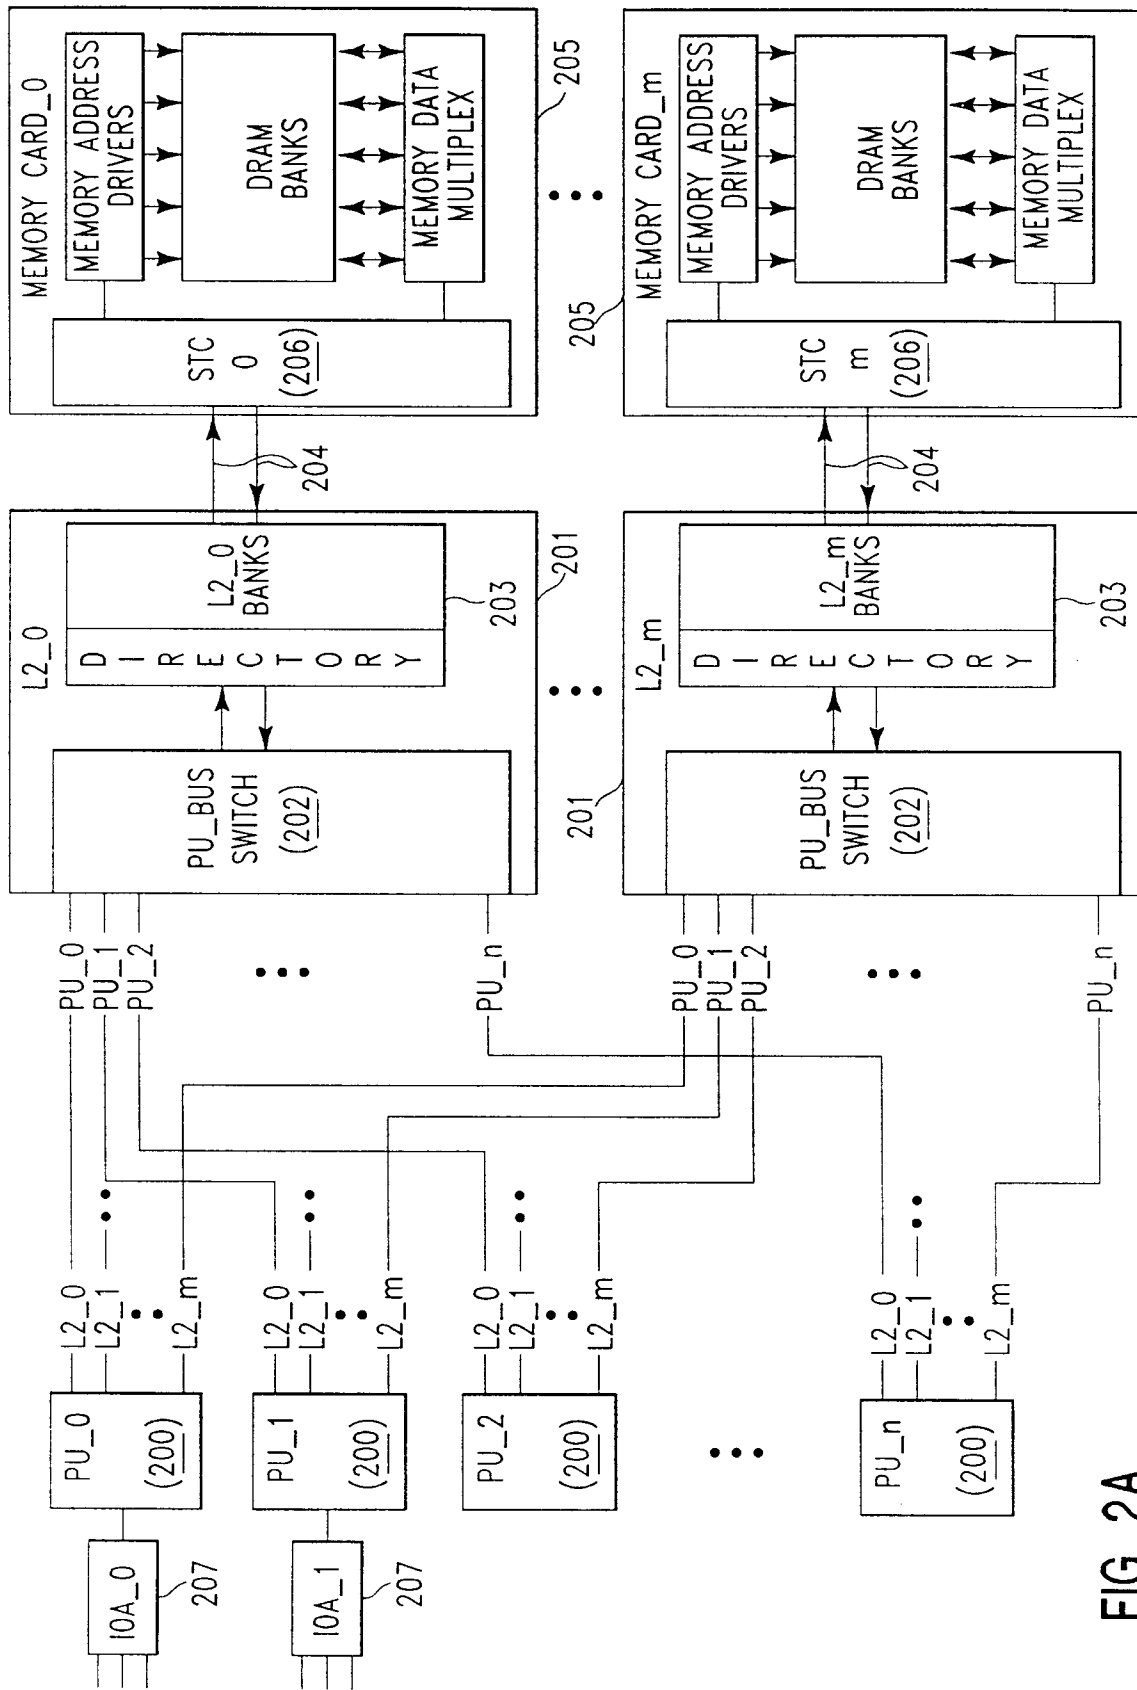 IOA_0
207
IOA_1
207
PU_0
(200)
PU_1
(200)
PU_2
(200)
PU_n
(200)
L2_0
L2_1
L2_m
L2_0
L2_1
L2_m
L2_0
L2_1
L2_m
L2_0
L2_1
L2_m
PU_0
PU_1
PU_2
PU_n
PU_0
PU_1
PU_2
PU_n
L2_0
PU_BUS
SWITCH
(202)
DIRECTORY
L2_0
BANKS
203
201
L2_m
201
PU_BUS
SWITCH
(202)
DIRECTORY
L2_m
BANKS
203
204
204
MEMORY CARD_0
STC
0
(206)
MEMORY ADDRESS
DRIVERS
DRAM
BANKS
MEMORY DATA
MULTIPLEX
205
MEMORY CARD_m
205
STC
m
(206)
MEMORY ADDRESS
DRIVERS
DRAM
BANKS
MEMORY DATA
MULTIPLEX
FIG. 2A